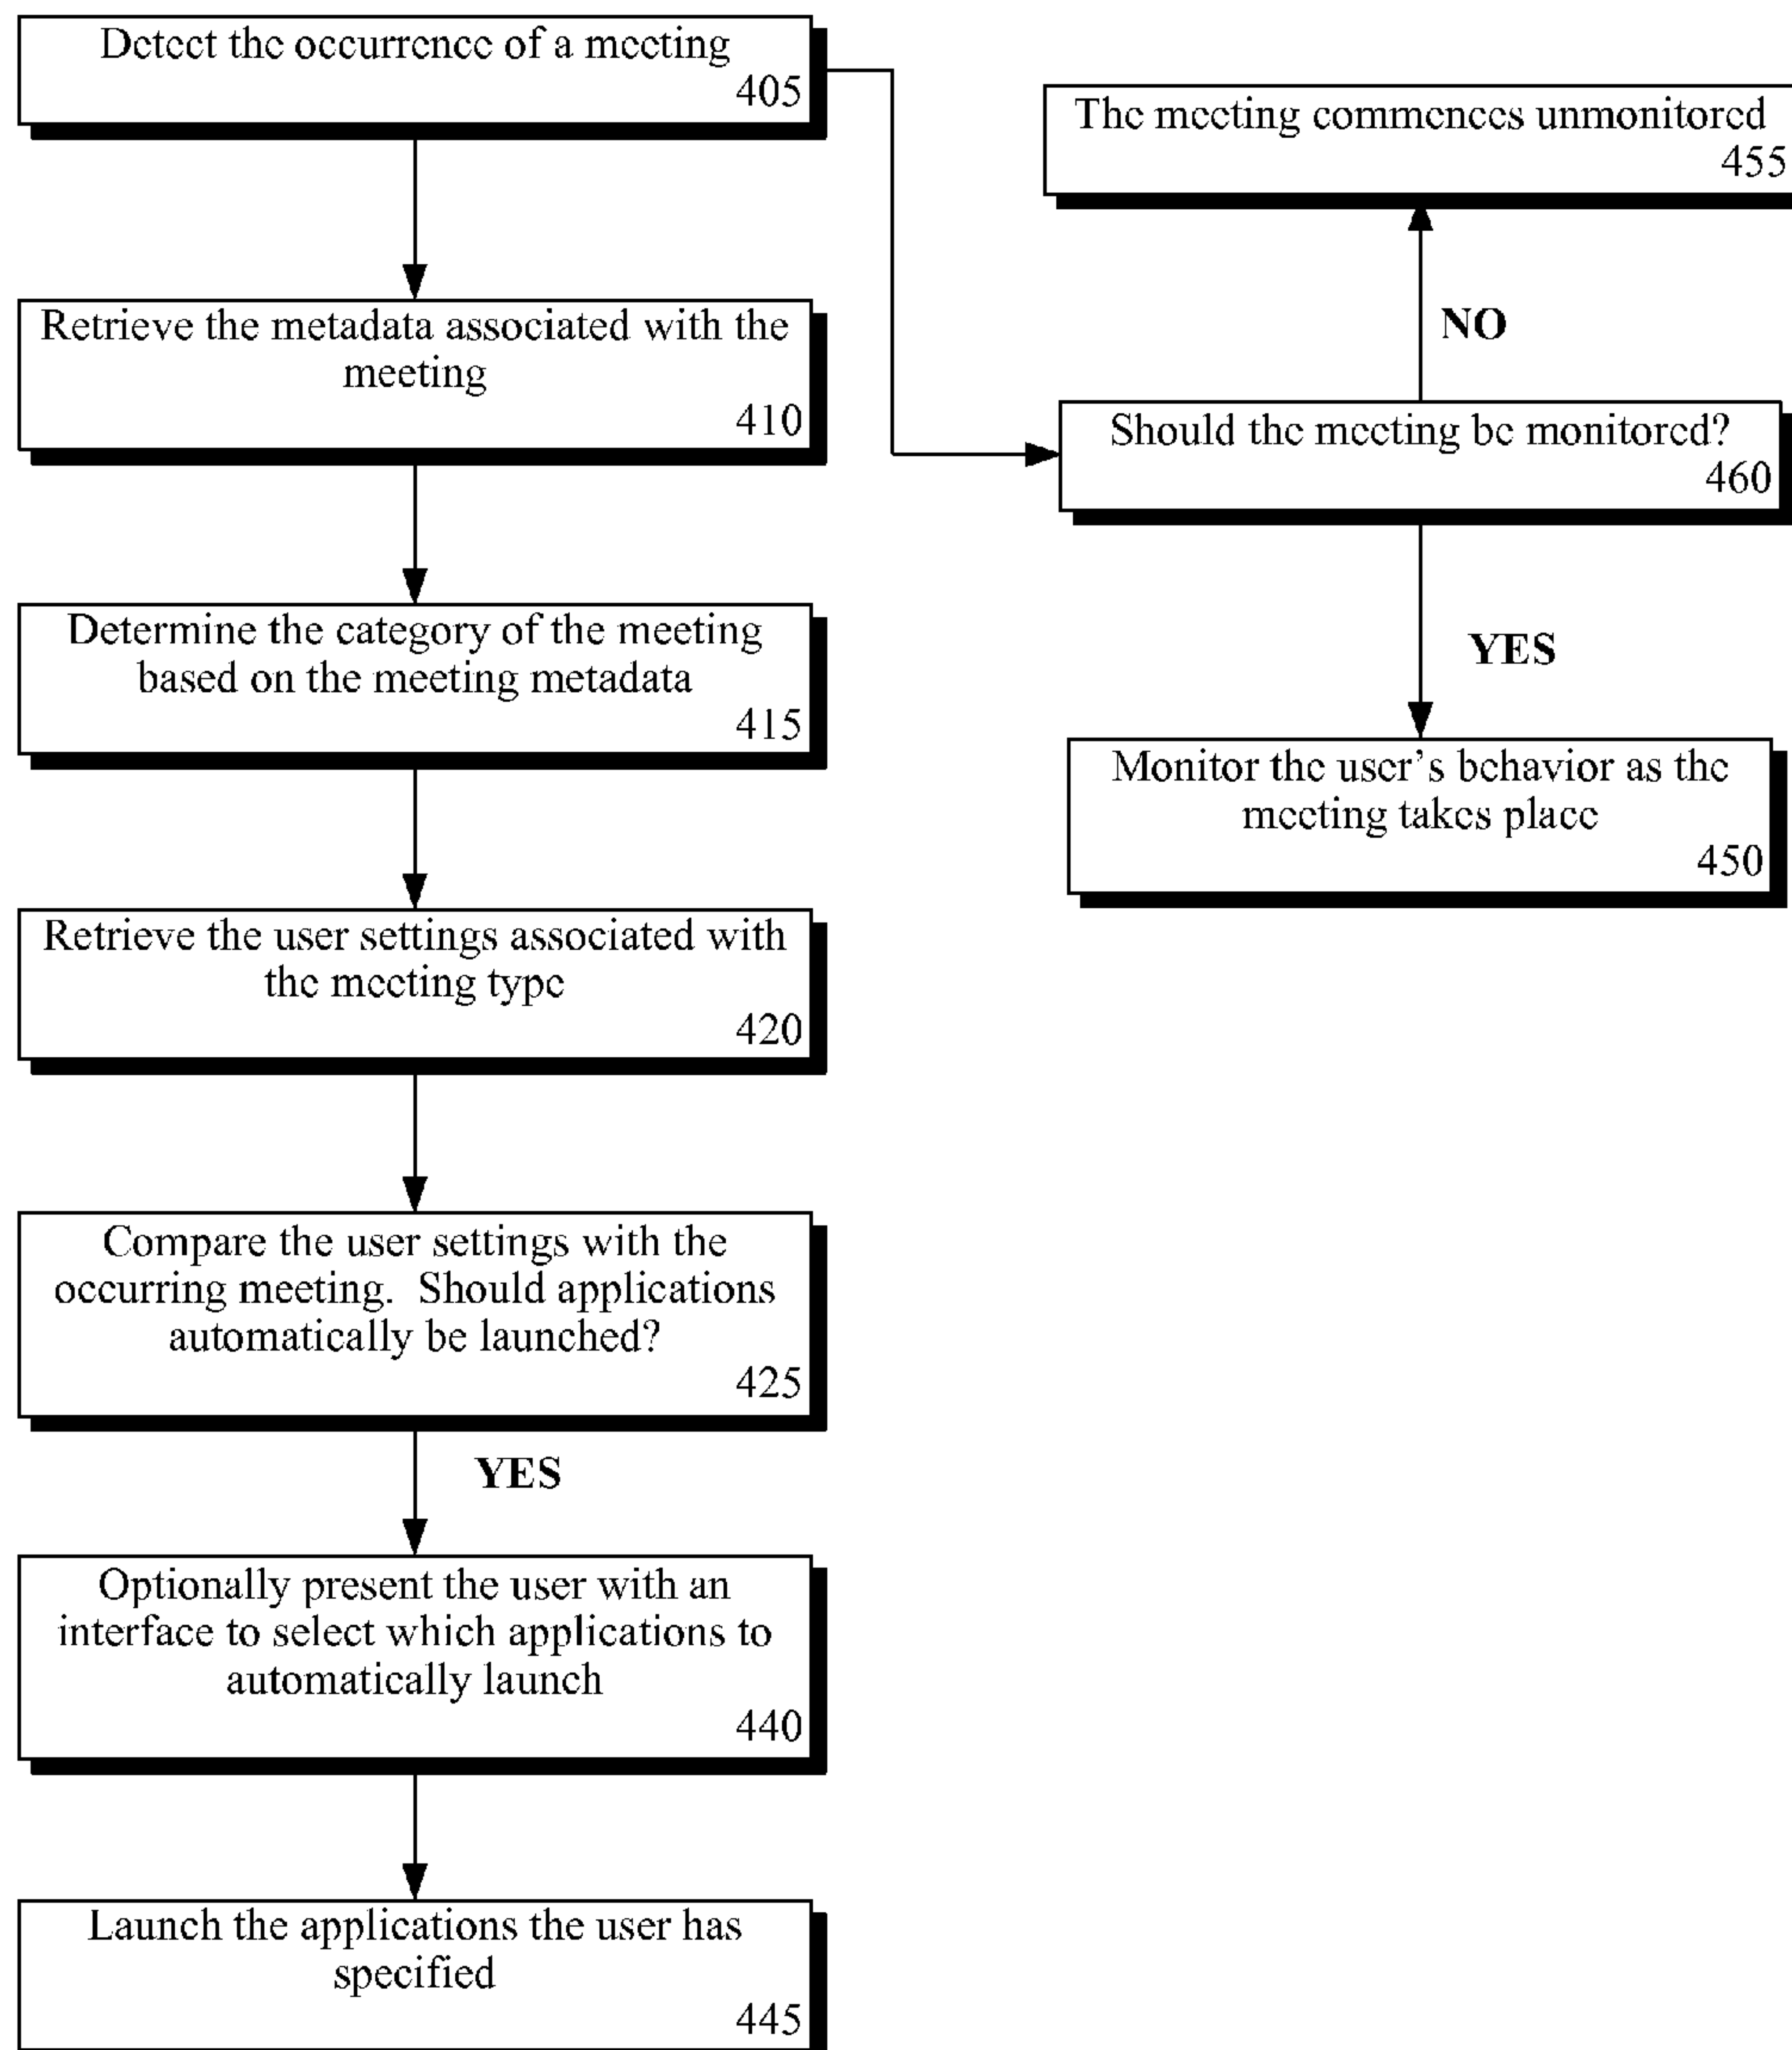 Detect the occurrence of a meeting
405
Retrieve the metadata associated with the
meeting
410
Determine the category of the meeting
based on the meeting metadata
415
Retrieve the user settings associated with
the meeting type
420
Compare the user settings with the
occurring meeting. Should applications
automatically be launched?
425
YES
Optionally present the user with an
interface to select which applications to
automatically launch
440
Launch the applications the user has
specified
445
The meeting commences unmonitored
455
NO
Should the meeting be monitored?
460
YES
Monitor the user's behavior as the
meeting takes place
450